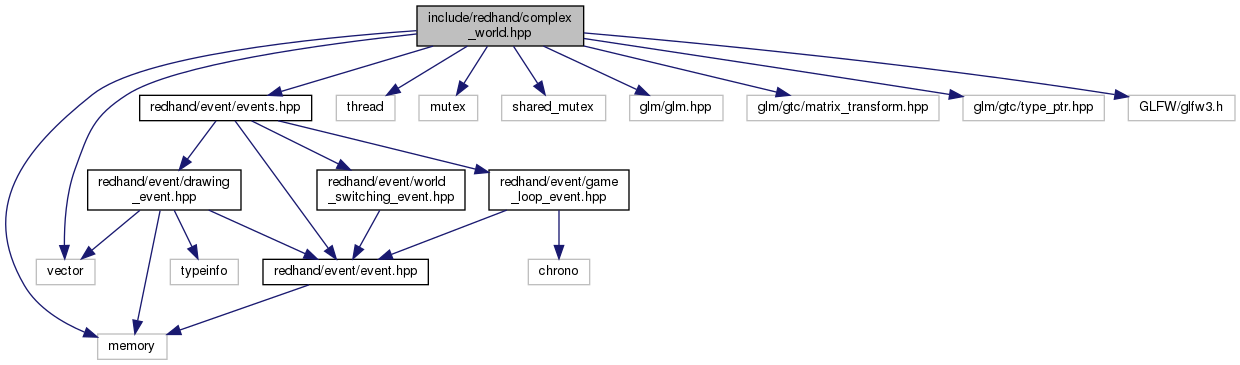 include/redhand/complex
_world.hpp
redhand/event/events.hpp
thread
mutex
shared_mutex
glm/glm.hpp
glm/gtc/matrix_transform.hpp
glm/gtc/type_ptr.hpp
GLFW/glfw3.h
redhand/event/drawing
_event.hpp
redhand/event/world
_switching_event.hpp
redhand/event/game
_loop_event.hpp
vector
typeinfo
redhand/event/event.hpp
chrono
memory